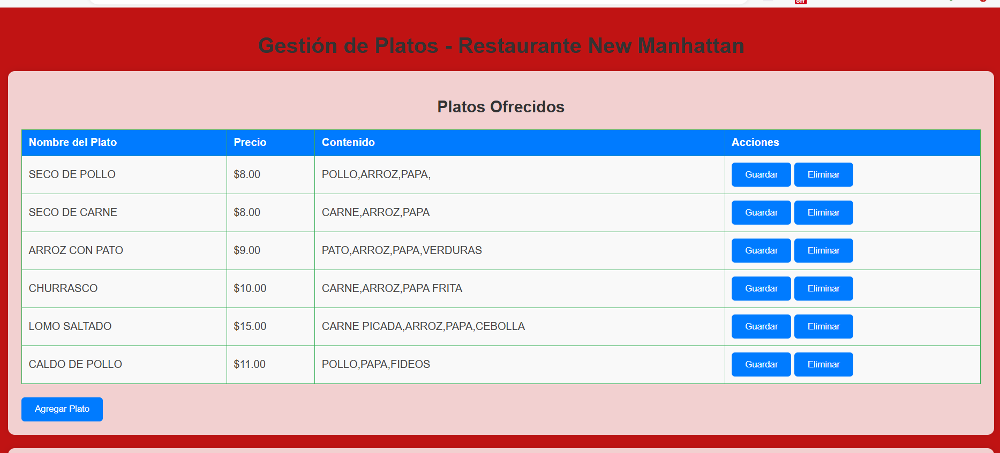 off
Gestión de Platos - Restaurante New Manhattan
Platos Ofrecidos
Nombre del Plato Precio Contenido Acciones
SECO DE POLLO $8.00 POLLO,ARROZ,PAPA, Guardar Eliminar
SECO DE CARNE $8.00 CARNE,ARROZ,PAPA Guardar Eliminar
ARROZ CON PATO $9.00 PATO,ARROZ,PAPA,VERDURAS Guardar Eliminar
CHURRASCO $10.00 CARNE,ARROZ,PAPA FRITA Guardar Eliminar
LOMO SALTADO $15.00 CARNE PICADA,ARROZ,PAPA,CEBOLLA Guardar Eliminar
CALDO DE POLLO $11.00 POLLO,PAPA,FIDEOS Guardar Eliminar
Agregar Plato